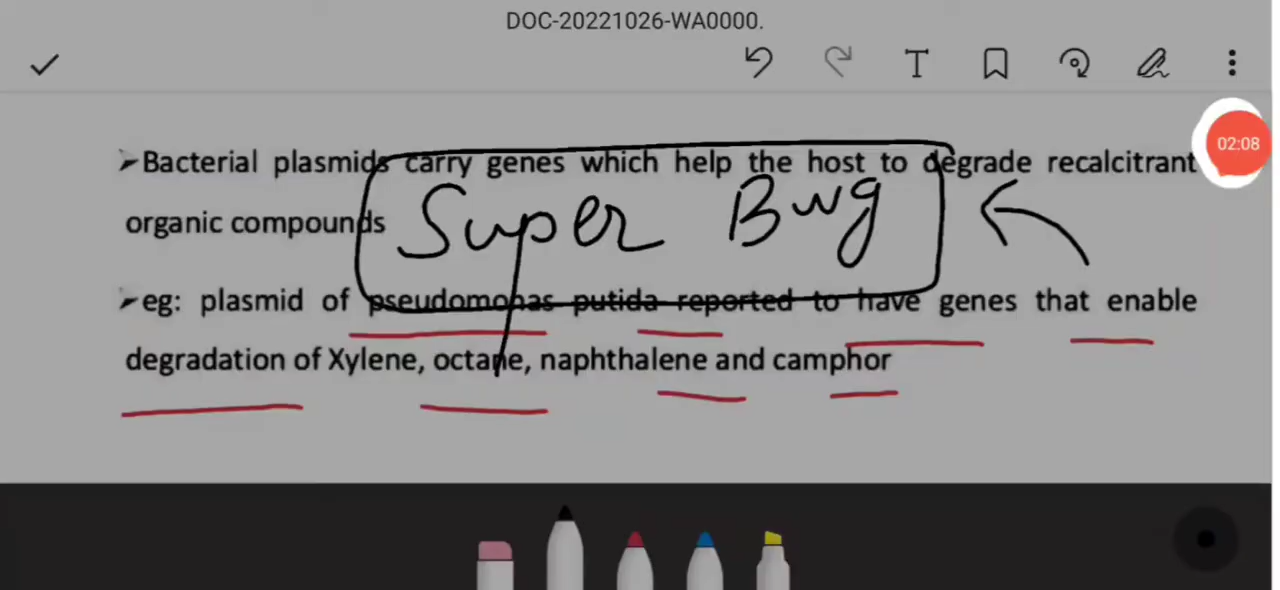 DOC-20221026-WA0000.
T
02:08
➤Bacterial plasmids carry genes which help the host to degrade recalcitrant
organic compounds
Super Bug
➤eg: plasmid of pseudomonas putida reported to have genes that enable
degradation of Xylene, octane, naphthalene and camphor